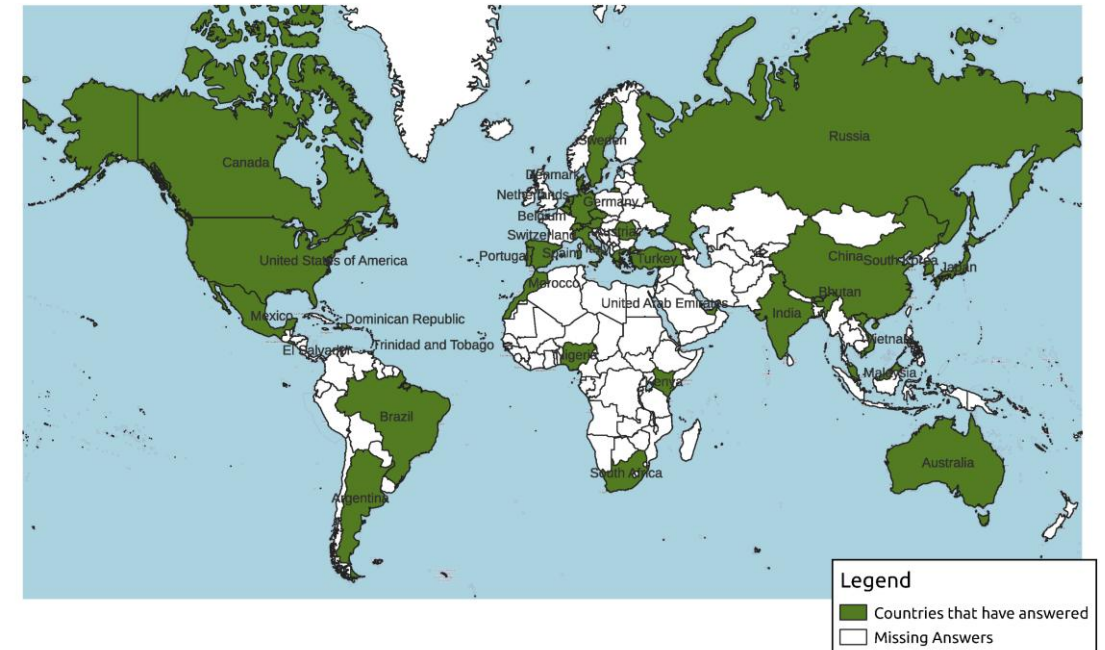 Russia
Canada
Sweden
Denmark
Netherlands
Germany
Belgium
Austria
Switzerland
Italy
Portugal
Spain
Turkey
United States of America
China
South Korea
Japan
Morocco
Bhutan
United Arab Emirates
India
Mexico
Dominican Republic
Vietnam
El Salvador
Trinidad and Tobago
Nigeria
Malaysia
Kenya
Brazil
Australia
South Africa
Argentina
Legend
Countries that have answered
Missing Answers